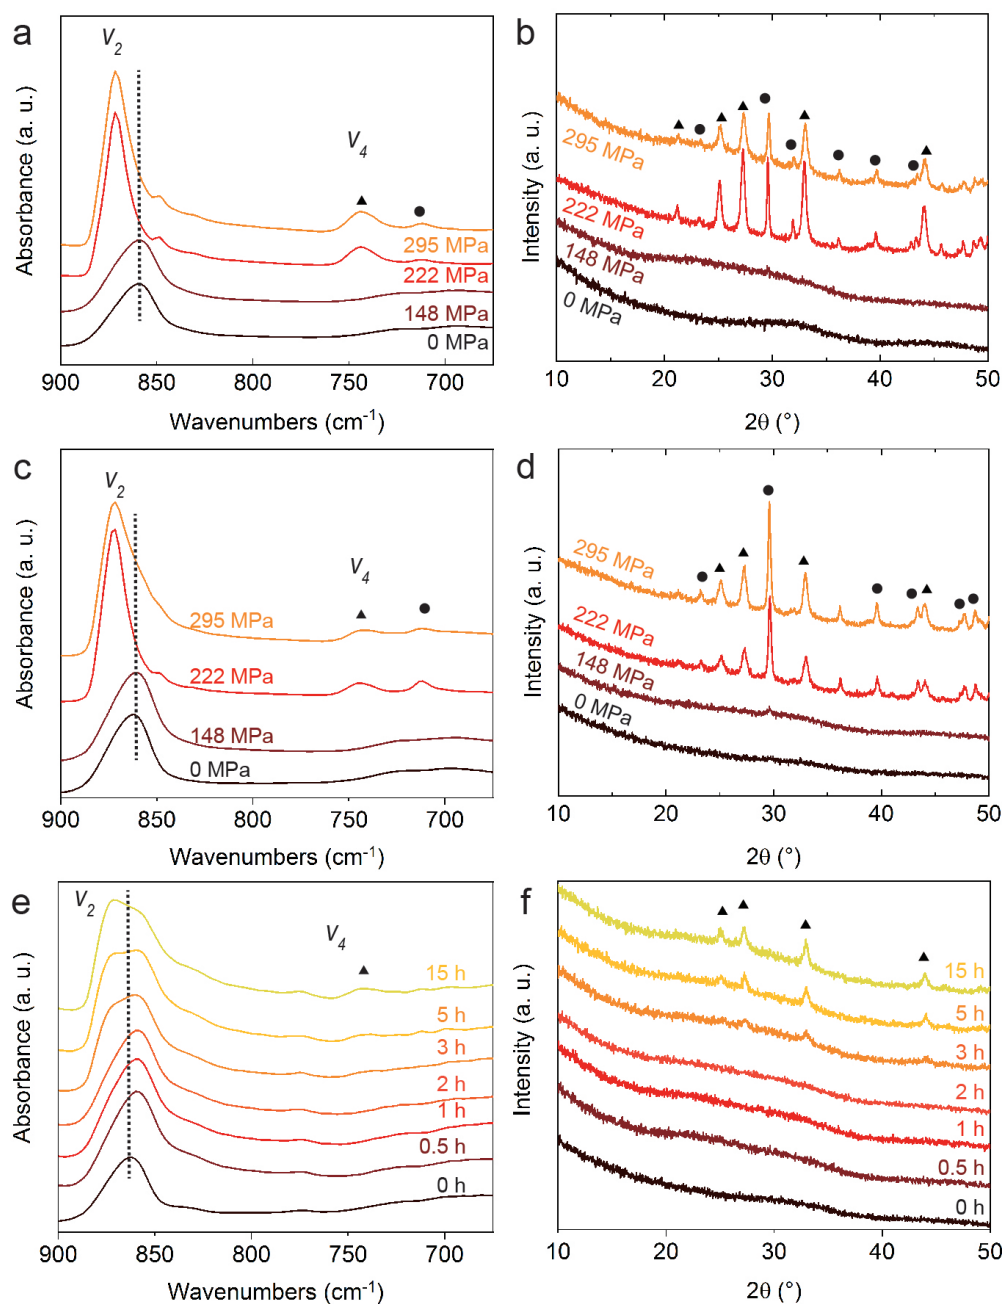 a
V2
V4
Absorbance (a. u.)
295 MPa
222 MPa
148 MPa
0 MPa
900 850 800 750 700
Wavenumbers (cm-1)
b
Intensity (a. u.)
295 MPa
222 MPa
148 MPa
0 MPa
10 20 30 40 50
2θ (°)
c
V2
V4
Absorbance (a. u.)
295 MPa
222 MPa
148 MPa
0 MPa
900 850 800 750 700
Wavenumbers (cm-1)
d
Intensity (a. u.)
295 MPa
222 MPa
148 MPa
0 MPa
10 20 30 40 50
2θ (°)
e
V2
V4
Absorbance (a. u.)
15 h
5 h
3 h
2 h
1 h
0.5 h
0 h
900 850 800 750 700
Wavenumbers (cm-1)
f
Intensity (a. u.)
15 h
5 h
3 h
2 h
1 h
0.5 h
0 h
10 20 30 40 50
2θ (°)